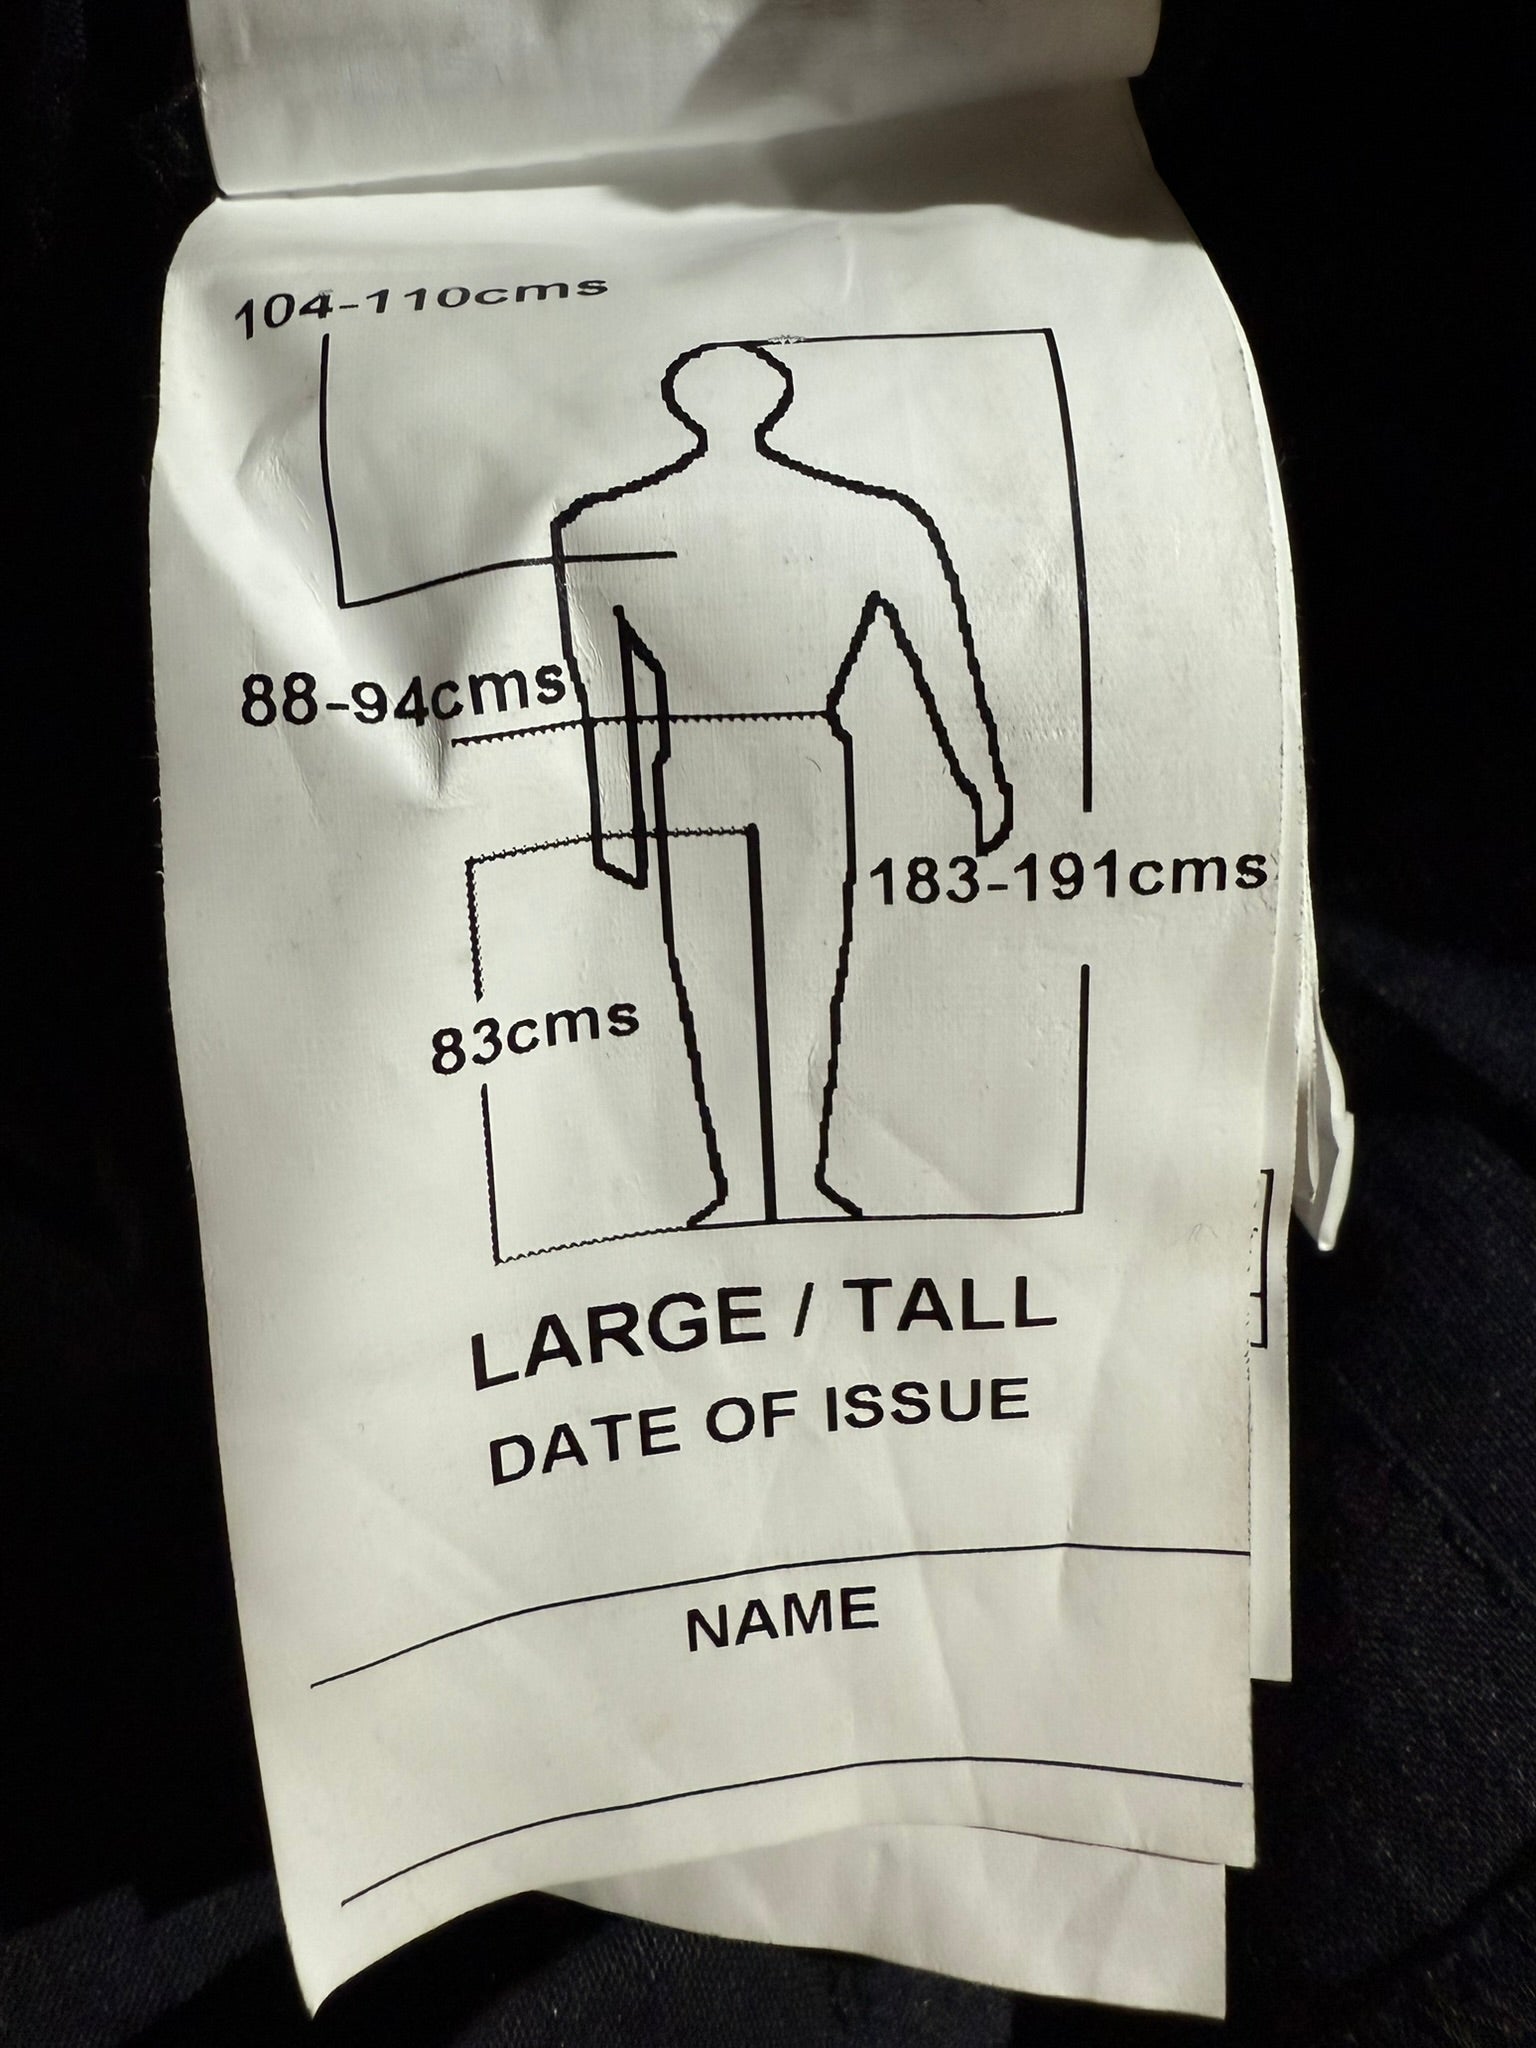 104-110cms
88-94cms
183-191cms
83cms
LARGE / TALL
DATE OF ISSUE
NAME